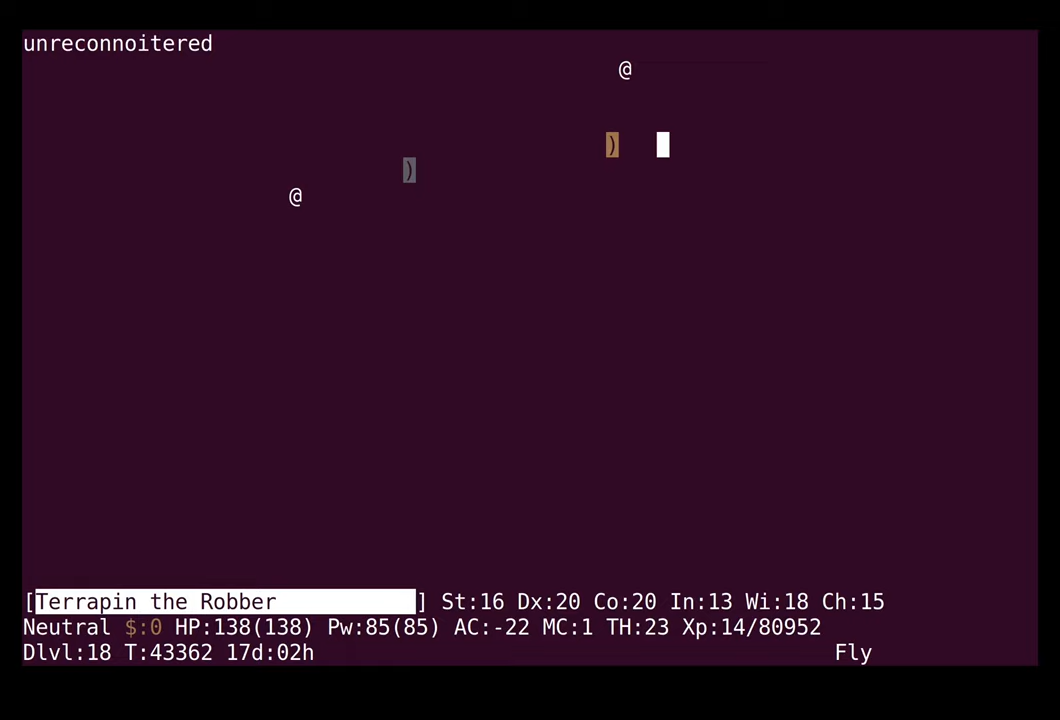 unreconnoitered
@
) 
)
@
[Terrapin the Robber ] St:16 Dx:20 Co:20 In:13 Wi:18 Ch:15
Neutral $:0 HP:138(138) Pw:85(85) AC:-22 MC:1 TH:23 Xp:14/80952
Dlvl:18 T:43362 17d:02h Fly